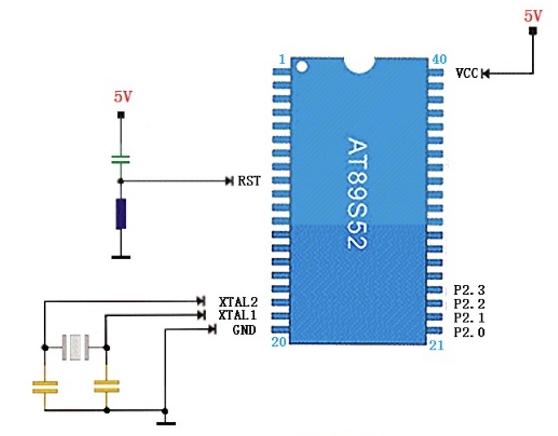 5V
1
40
VCC
5V
RST
AT89S52
XTAL2
XTAL1
GND
P2.3
P2.2
P2.1
P2.0
20
21